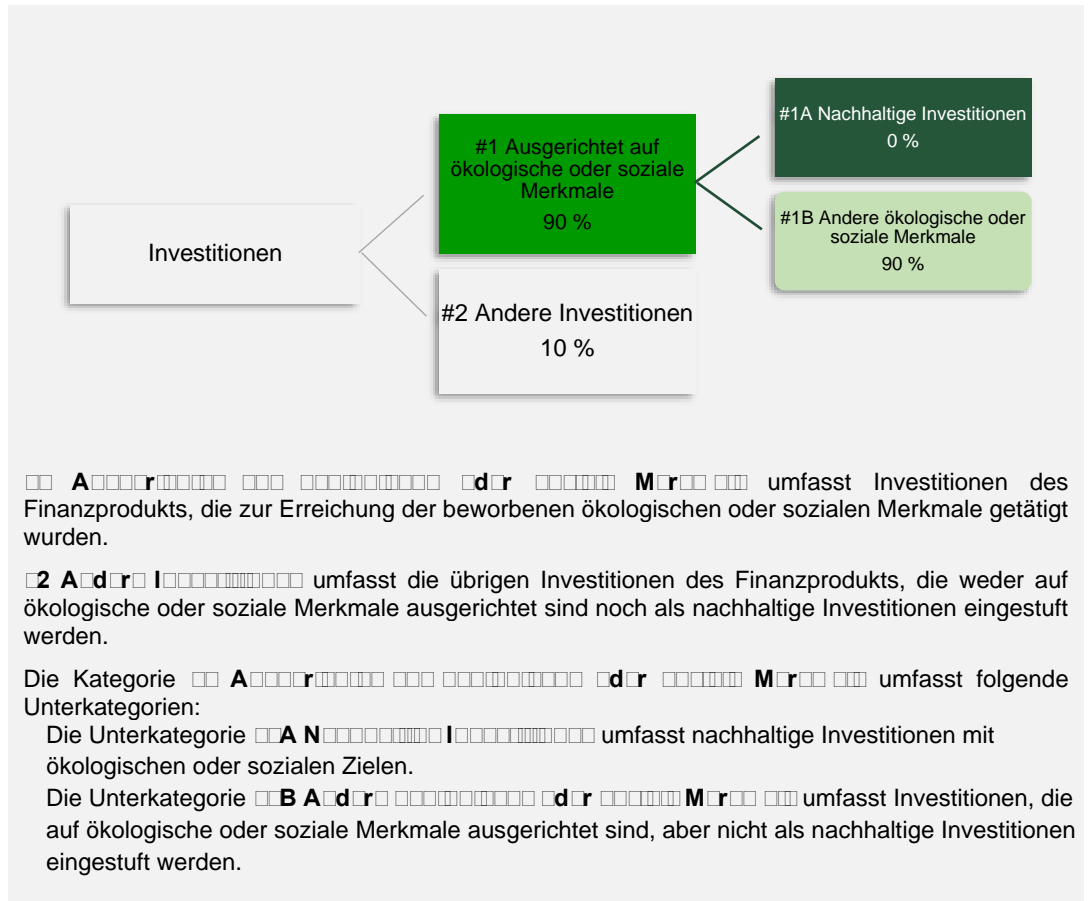 #1A Nachhaltige Investitionen
0 %
#1 Ausgerichtet auf
ökologische oder soziale
Merkmale
90 %
#1B Andere ökologische oder
soziale Merkmale
90 %
Investitionen
#2 Andere Investitionen
10 %
umfasst Investitionen des
Finanzprodukts, die zur Erreichung der beworbenen ökologischen oder sozialen Merkmale getätigt
wurden.
umfasst die übrigen Investitionen des Finanzprodukts, die weder auf
ökologische oder soziale Merkmale ausgerichtet sind noch als nachhaltige Investitionen eingestuft
werden.
Die Kategorie umfasst folgende
Unterkategorien:
Die Unterkategorie umfasst nachhaltige Investitionen mit
ökologischen oder sozialen Zielen.
Die Unterkategorie umfasst Investitionen, die
auf ökologische oder soziale Merkmale ausgerichtet sind, aber nicht als nachhaltige Investitionen
eingestuft werden.